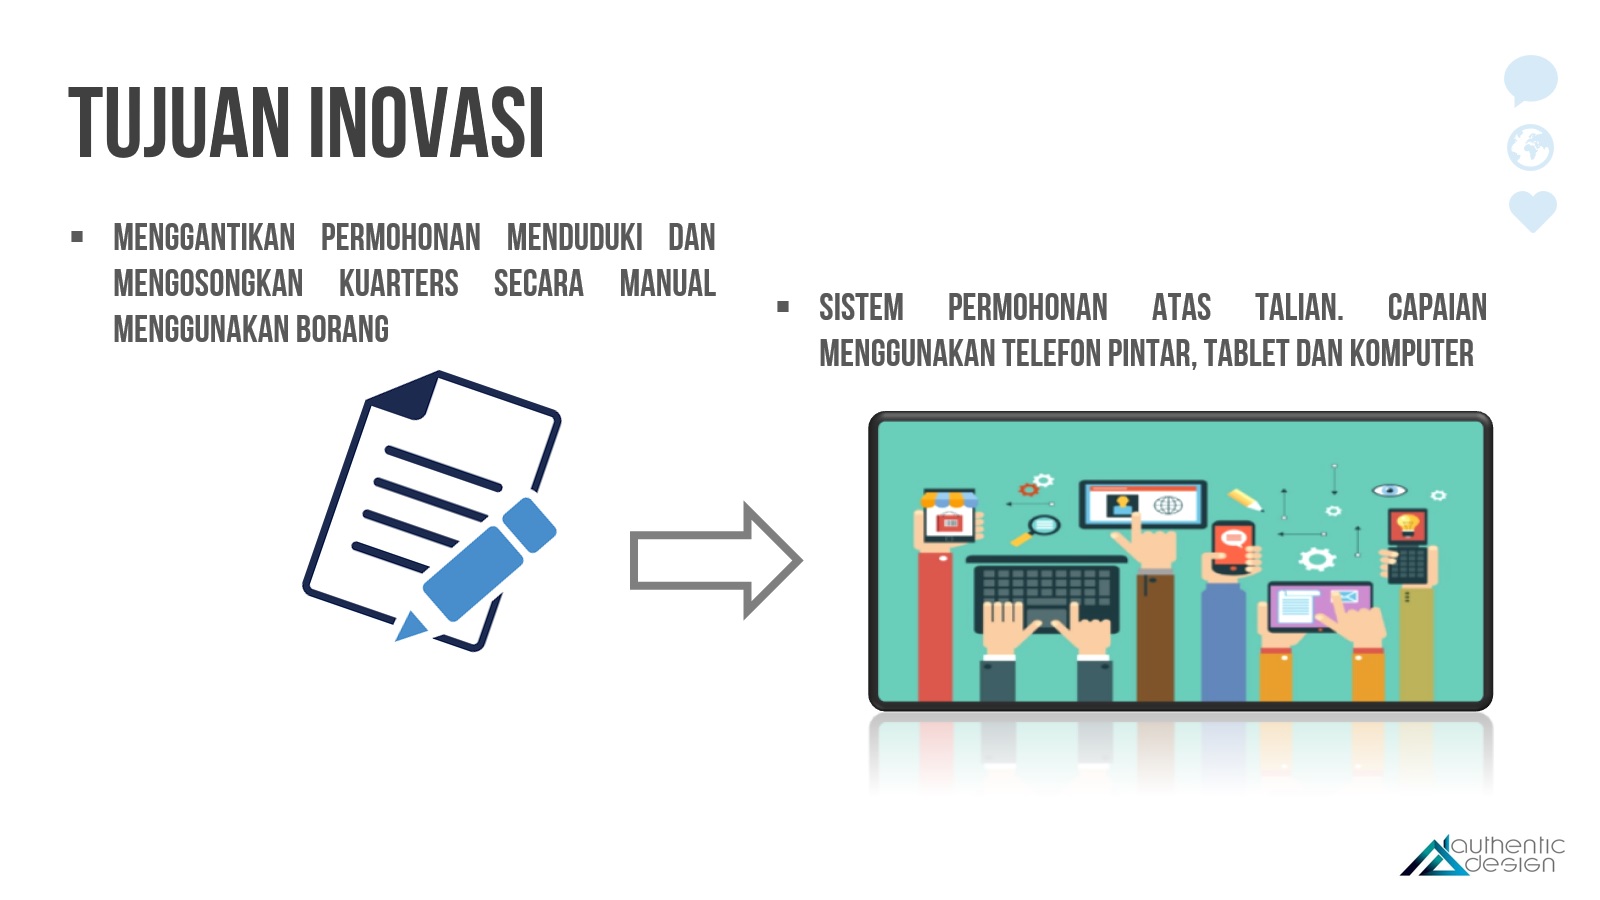 TUJUAN INOVASI
▪ MENGGANTIKAN PERMOHONAN MENDUDUKI DAN
MENGOSONGKAN KUARTERS SECARA MANUAL
MENGGUNAKAN BORANG
▪ SISTEM PERMOHONAN ATAS TALIAN. CAPAIAN
MENGGUNAKAN TELEFON PINTAR, TABLET DAN KOMPUTER
authentic
design